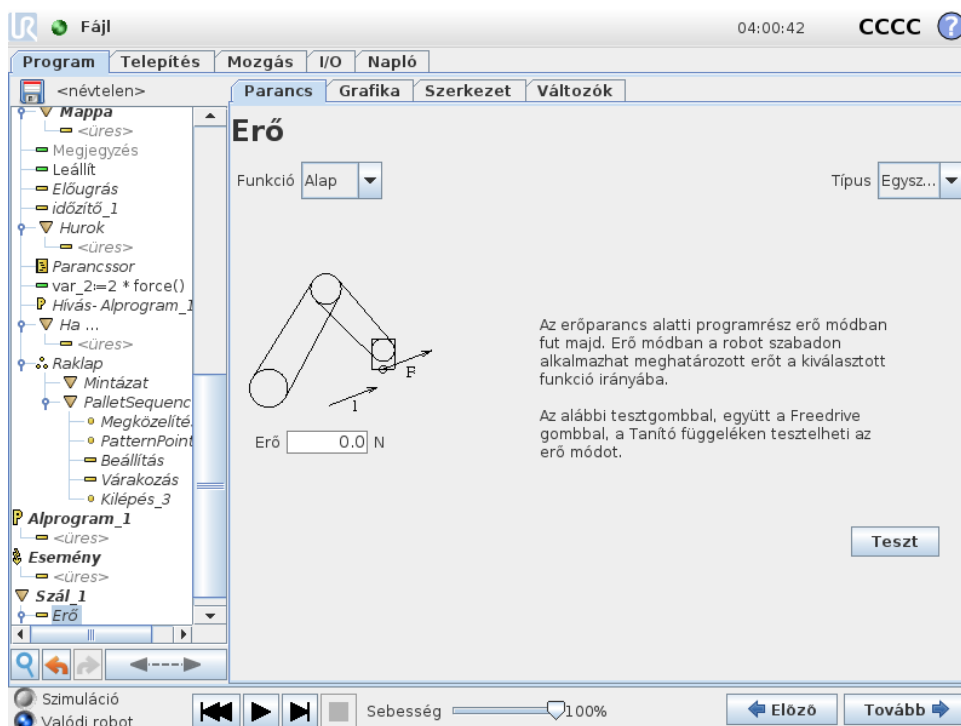 UR Fájl 04:00:42 CCCC ?
Program Telepítés Mozgás I/O Napló
<névtelen>
Parancs Grafika Szerkezet Változók
Mappa
<üres>
Megjegyzés
Leállít
Előugrás
időzítő_1
Hurok
<üres>
Parancssor
var_2:=2 * force()
P Hívás- Alprogram_1
Ha ...
<üres>
Raklap
Mintázat
PalletSequenc
Megközelíté
PatternPoint
Beállítás
Várakozás
Kilépés_3
P Alprogram_1
<üres>
Esemény
<üres>
Szál_1
Erő
Erő
Funkció Alap
Típus Egysz...
F
l
Erő 0.0 N
Az erőparancs alatti programrész erő módban
fut majd. Erő módban a robot szabadon
alkalmazhat meghatározott erőt a kiválasztott
funkció irányába.
Az alábbi tesztgombbal, együtt a Freedrive
gombbal, a Tanító függeléken tesztelheti az
erő módot.
Teszt
Szimuláció
Valódi robot
Sebesség 100%
Előző
Tovább